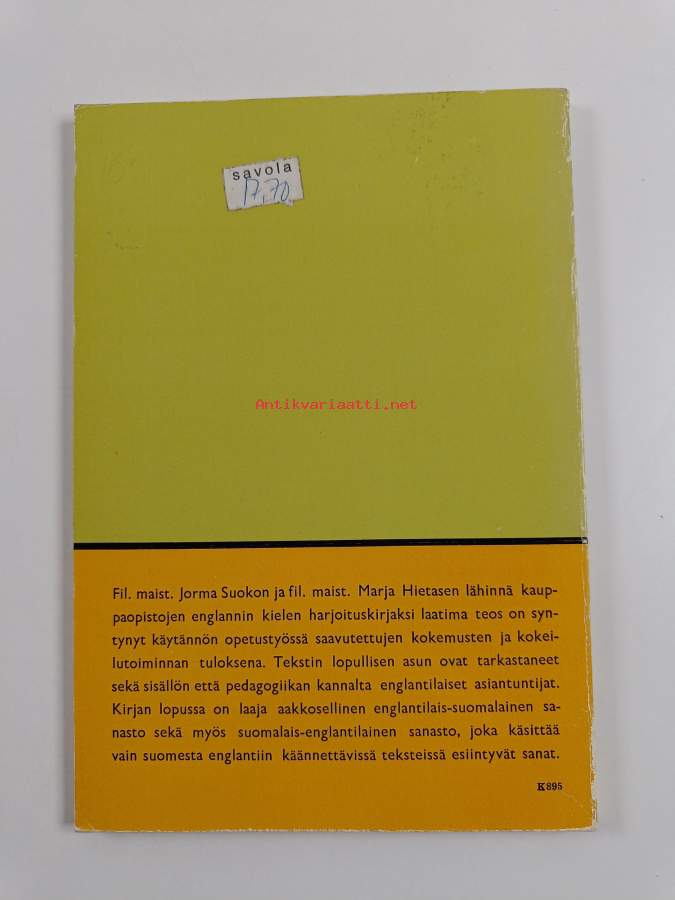 savola
17,70
Antikvariaatti.net
Fil. maist. Jorma Suokon ja fil. maist. Marja Hietasen lähinnä kaup-
paopistojen englannin kielen harjoituskirjaksi laatima teos on syn-
tynyt käytännön opetustyössä saavutettujen kokemusten ja kokei-
lutoiminnan tuloksena. Tekstin lopullisen asun ovat tarkastaneet
sekä sisällön että pedagogiikan kannalta englantilaiset asiantuntijat.
Kirjan lopussa on laaja aakkosellinen englantilais-suomalainen sa-
nasto sekä myös suomalais-englantilainen sanasto, joka käsittää
vain suomesta englantiin käännettävissä teksteissä esiintyvät sanat.
K895